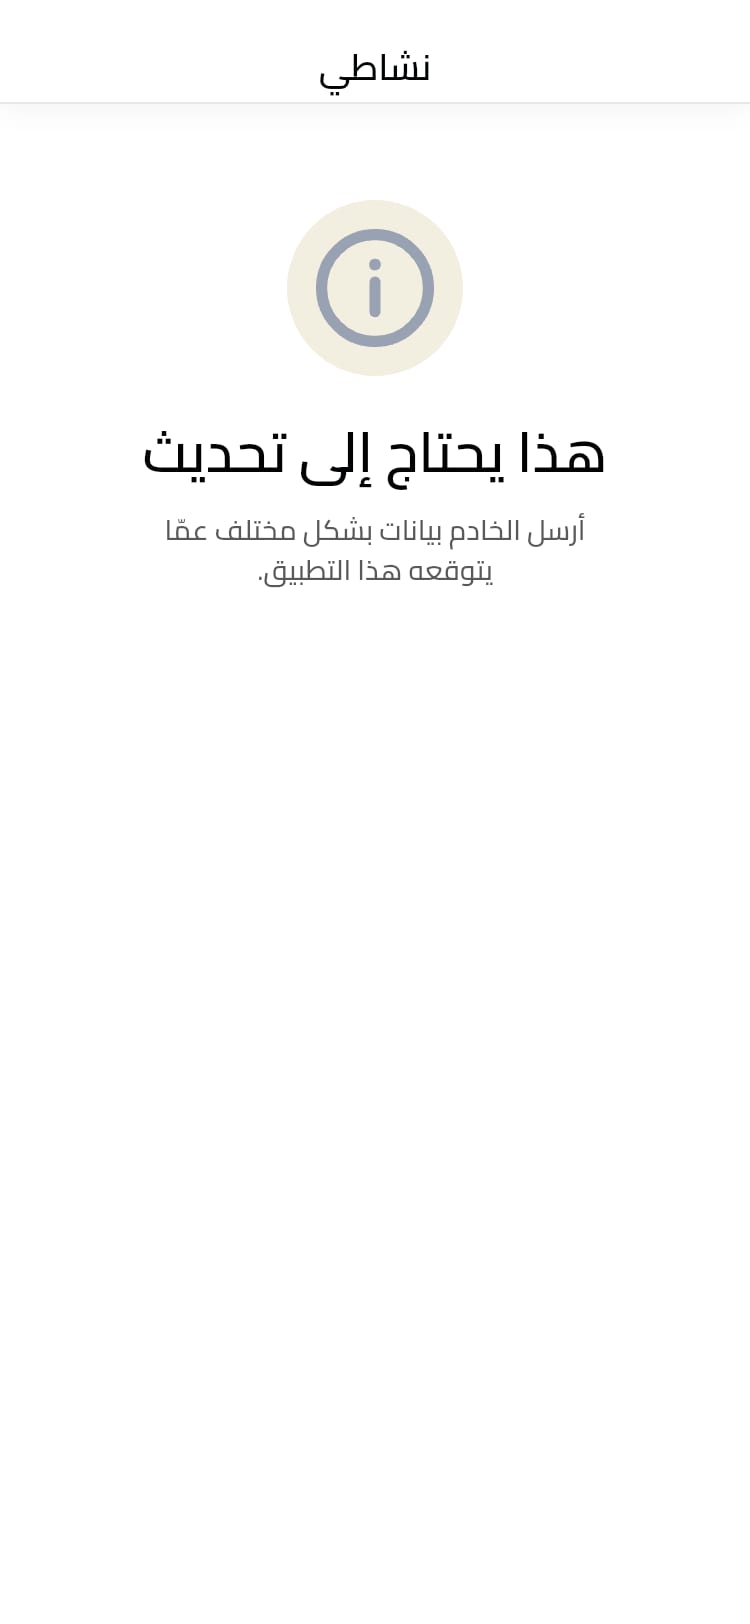 نشاطي
هذا يحتاج إلى تحديث
أرسل الخادم بيانات بشكل مختلف عمّا
يتوقعه هذا التطبيق.